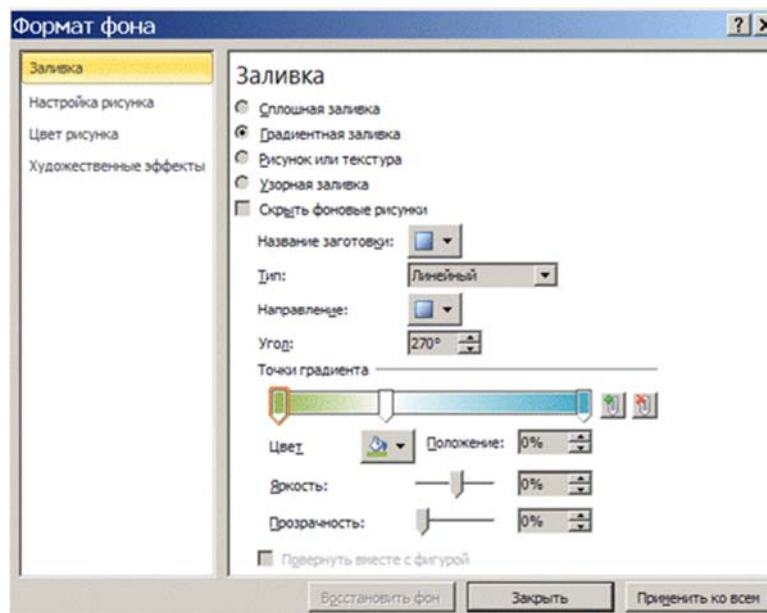 Формат фона
Заливка
Настройка рисунка
Цвет рисунка
Художественные эффекты
Заливка
Сплошная заливка
Градиентная заливка
Рисунок или текстура
Узорная заливка
Скрыть фоновые рисунки
Название заготовки:
Тип: Линейный
Направление:
Угол: 270°
Точки градиента
Цвет Положение: 0%
Яркость: 0%
Прозрачность: 0%
Повернуть вместе с фигурой
Восстановить фон Закрыть Применить ко всем